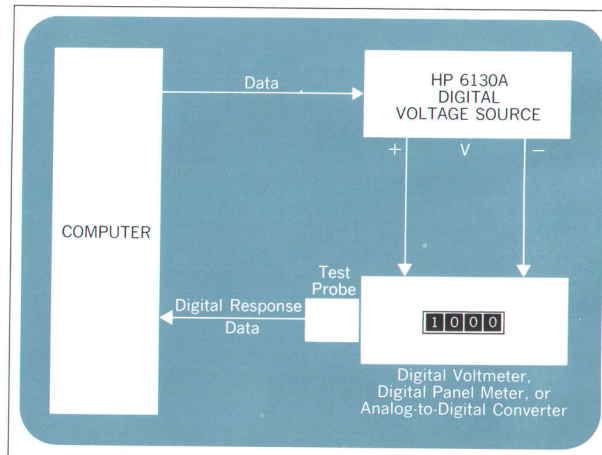 Data
HP 6130A
DIGITAL
VOLTAGE SOURCE
+ V −
COMPUTER
Test
Probe
Digital Response
Data
1000
Digital Voltmeter,
Digital Panel Meter, or
Analog-to-Digital Converter